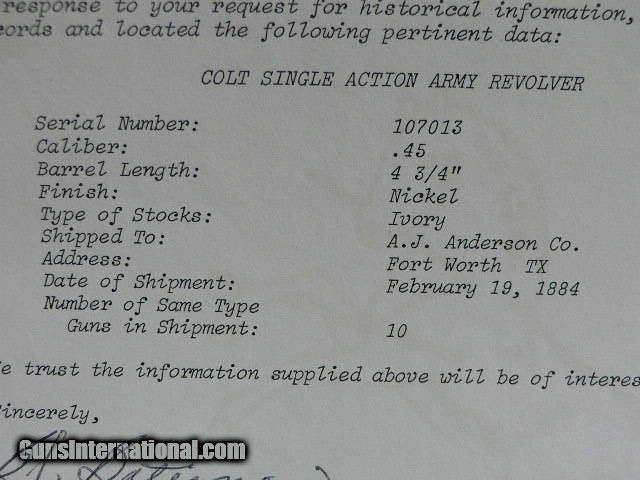 response to your request for historical information,
cords and located the following pertinent data:
COLT SINGLE ACTION ARMY REVOLVER
Serial Number: 107013
Caliber: .45
Barrel Length: 4 3/4"
Finish: Nickel
Type of Stocks: Ivory
Shipped To: A.J. Anderson Co.
Address: Fort Worth TX
Date of Shipment: February 19, 1884
Number of Same Type
Guns in Shipment: 10
e trust the information supplied above will be of interes
incerely,
GunsInternational.com